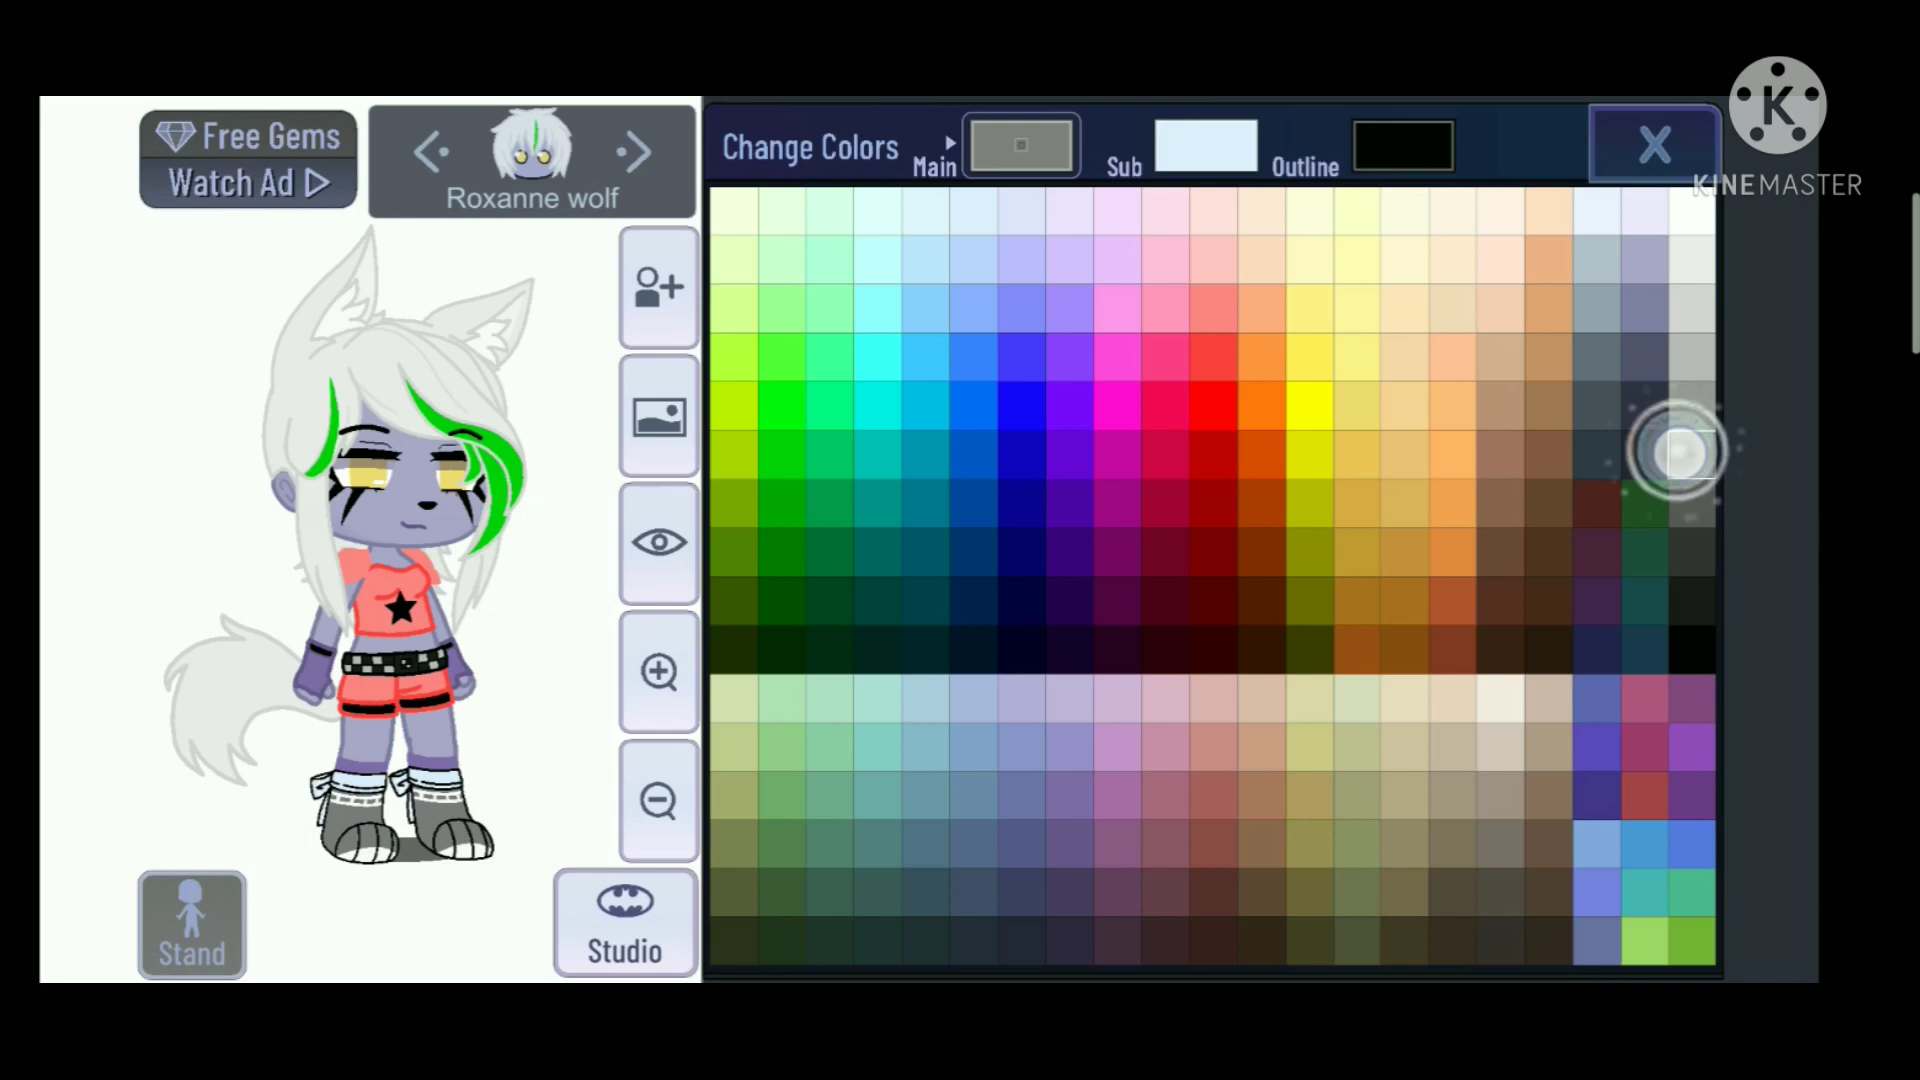 Free Gems
Watch Ad
Roxanne wolf
Change Colors
Main
Sub
Outline
X
K
KINEMASTER
Stand
Studio